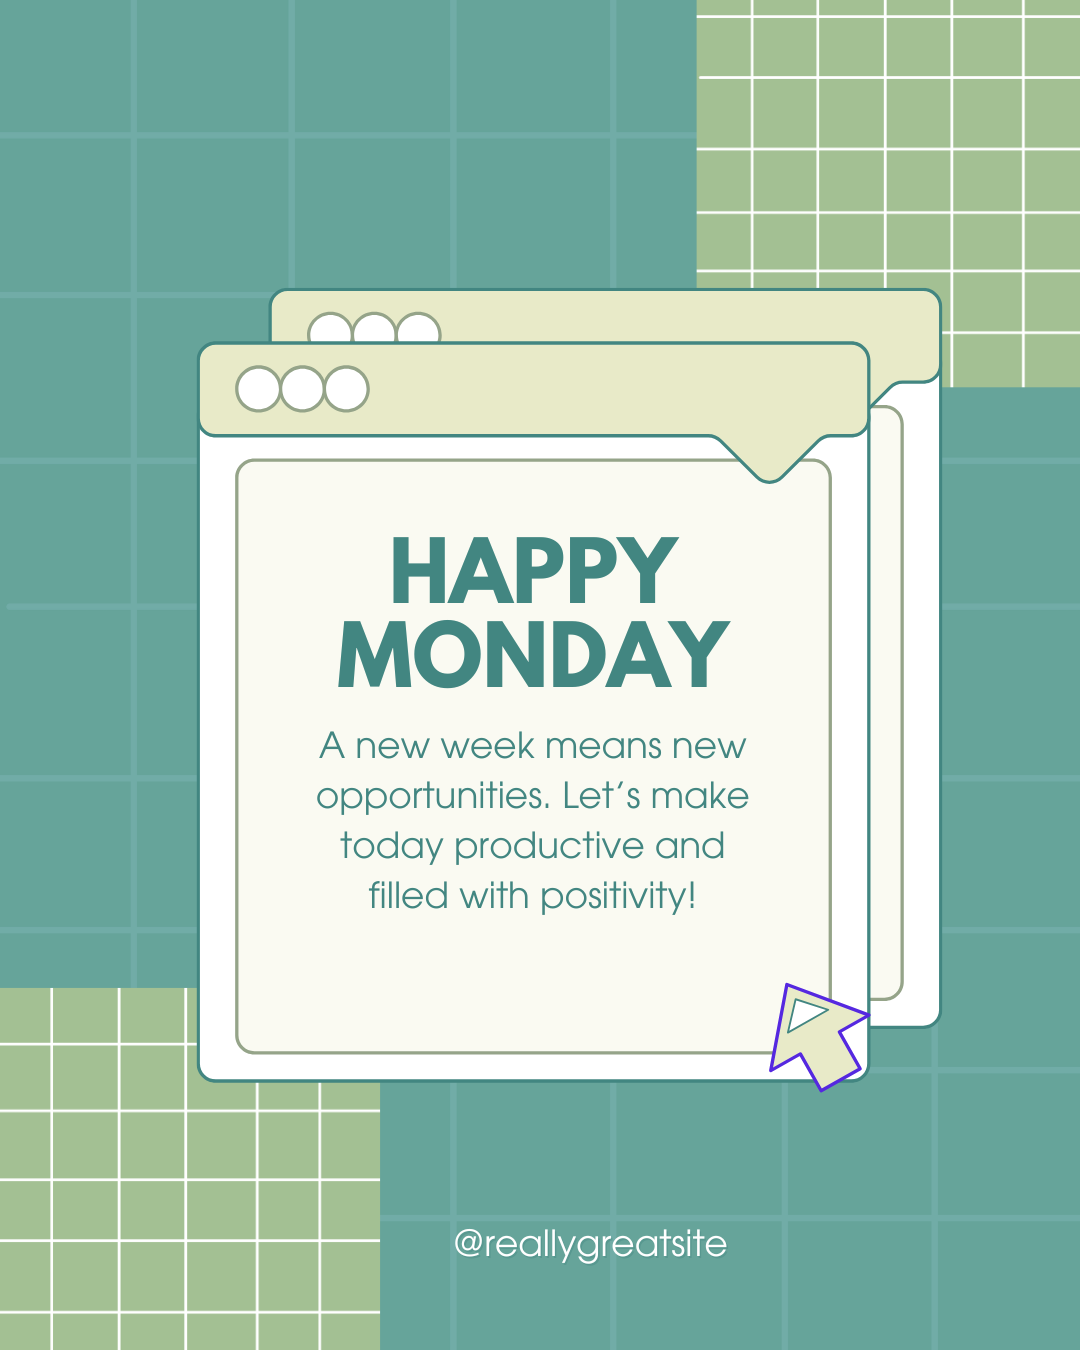 HAPPY
MONDAY
A new week means new
opportunities. Let’s make
today productive and
filled with positivity!
@reallygreatsite